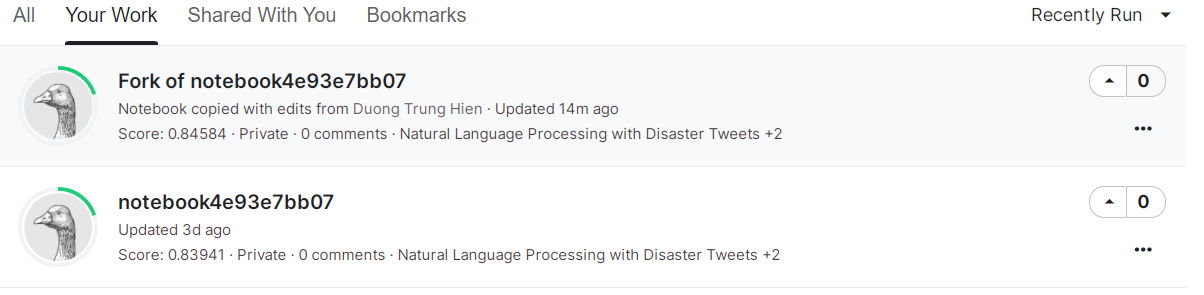 All Your Work Shared With You Bookmarks Recently Run
Fork of notebook4e93e7bb07 0
Notebook copied with edits from Duong Trung Hien · Updated 14m ago
Score: 0.84584 · Private · 0 comments · Natural Language Processing with Disaster Tweets +2
notebook4e93e7bb07 0
Updated 3d ago
Score: 0.83941 · Private · 0 comments · Natural Language Processing with Disaster Tweets +2